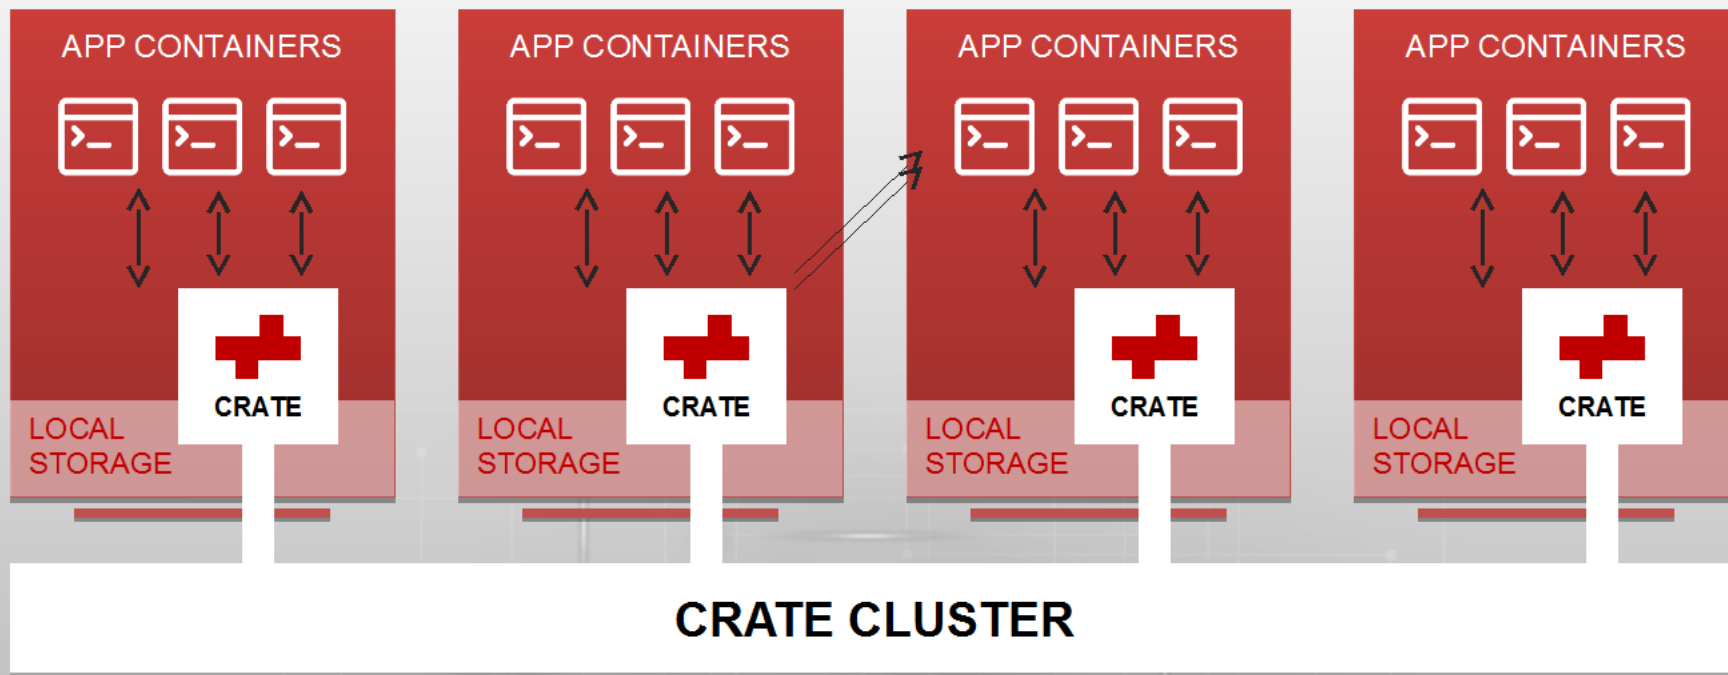 APP CONTAINERS
APP CONTAINERS
APP CONTAINERS
APP CONTAINERS
>_ >_ >_
>_ >_ >_
>_ >_ >_
>_ >_ >_
CRATE
CRATE
CRATE
CRATE
LOCAL
STORAGE
LOCAL
STORAGE
LOCAL
STORAGE
LOCAL
STORAGE
CRATE CLUSTER